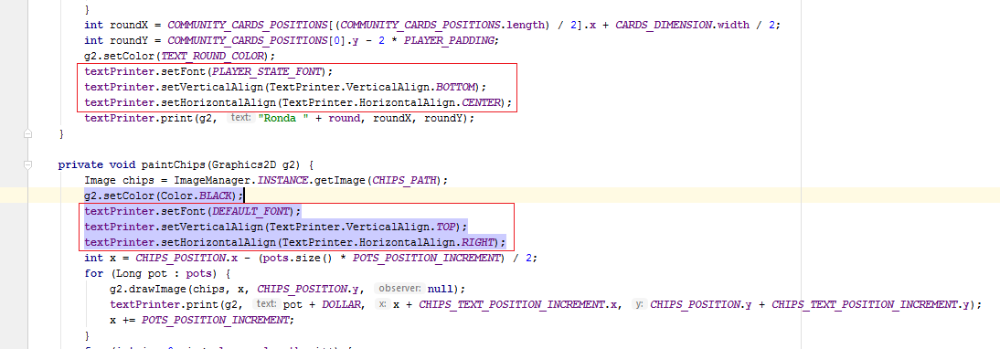 }
int roundX = COMMUNITY_CARDS_POSITIONS[(COMMUNITY_CARDS_POSITIONS.length) / 2].x + CARDS_DIMENSION.width / 2;
int roundY = COMMUNITY_CARDS_POSITIONS[0].y - 2 * PLAYER_PADDING;
g2.setColor(TEXT_ROUND_COLOR);
textPrinter.setFont(PLAYER_STATE_FONT);
textPrinter.setVerticalAlign(TextPrinter.VerticalAlign.BOTTOM);
textPrinter.setHorizontalAlign(TextPrinter.HorizontalAlign.CENTER);
textPrinter.print(g2, text: "Ronda " + round, roundX, roundY);
}
private void paintChips(Graphics2D g2) {
Image chips = ImageManager.INSTANCE.getImage(CHIPS_PATH);
g2.setColor(Color.BLACK);
textPrinter.setFont(DEFAULT_FONT);
textPrinter.setVerticalAlign(TextPrinter.VerticalAlign.TOP);
textPrinter.setHorizontalAlign(TextPrinter.HorizontalAlign.RIGHT);
int x = CHIPS_POSITION.x - (pots.size() * POTS_POSITION_INCREMENT) / 2;
for (Long pot : pots) {
g2.drawImage(chips, x, CHIPS_POSITION.y, observer: null);
textPrinter.print(g2, text: pot + DOLLAR, x: x + CHIPS_TEXT_POSITION_INCREMENT.x, y: CHIPS_POSITION.y + CHIPS_TEXT_POSITION_INCREMENT.y);
x += POTS_POSITION_INCREMENT;
}